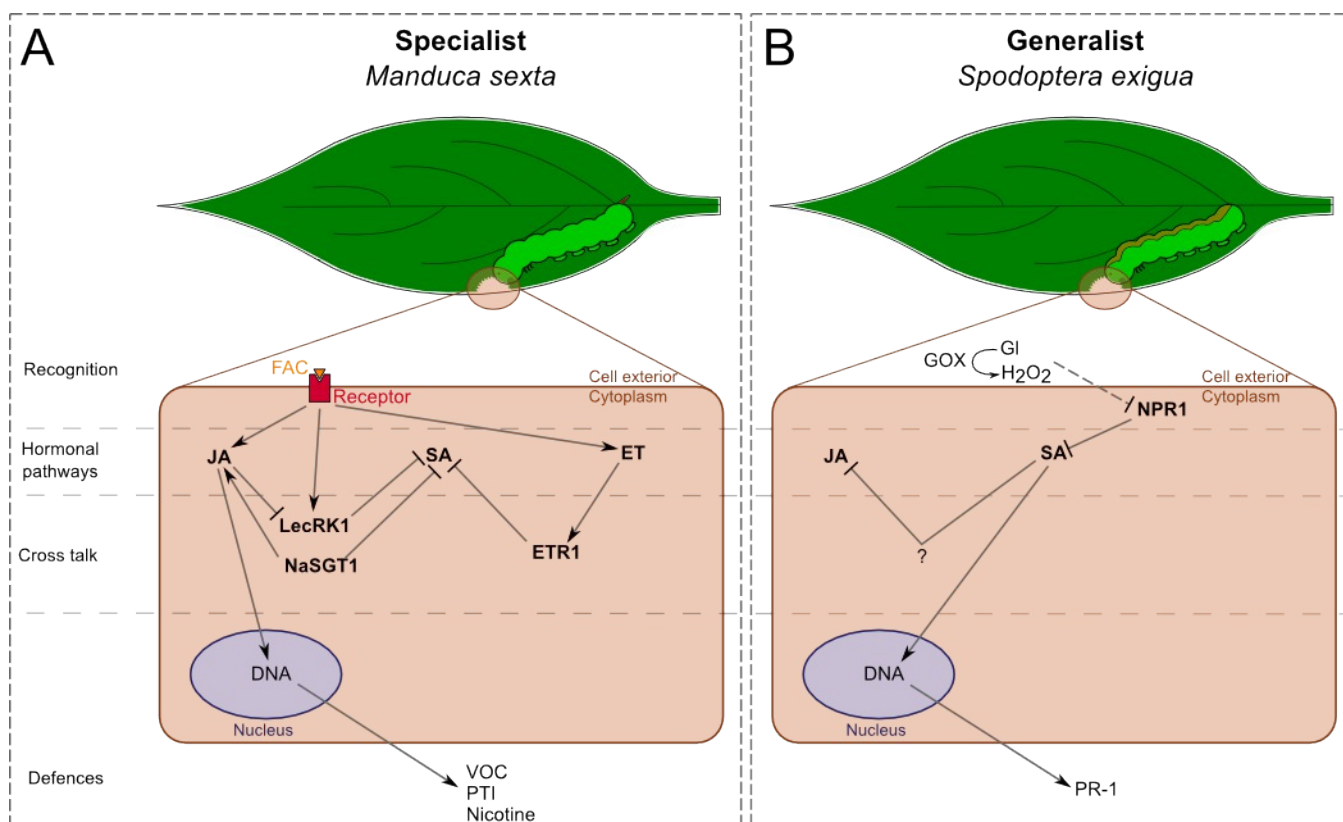 A
Specialist
Manduca sexta
Recognition
FAC
Receptor
Cell exterior
Cytoplasm
Hormonal
pathways
JA
SA
ET
LecRK1
Cross talk
NaSGT1
ETR1
DNA
Nucleus
Defences
VOC
PTI
Nicotine
B
Generalist
Spodoptera exigua
GOX
Gl
H2O2
Cell exterior
Cytoplasm
NPR1
JA
SA
?
DNA
Nucleus
PR-1